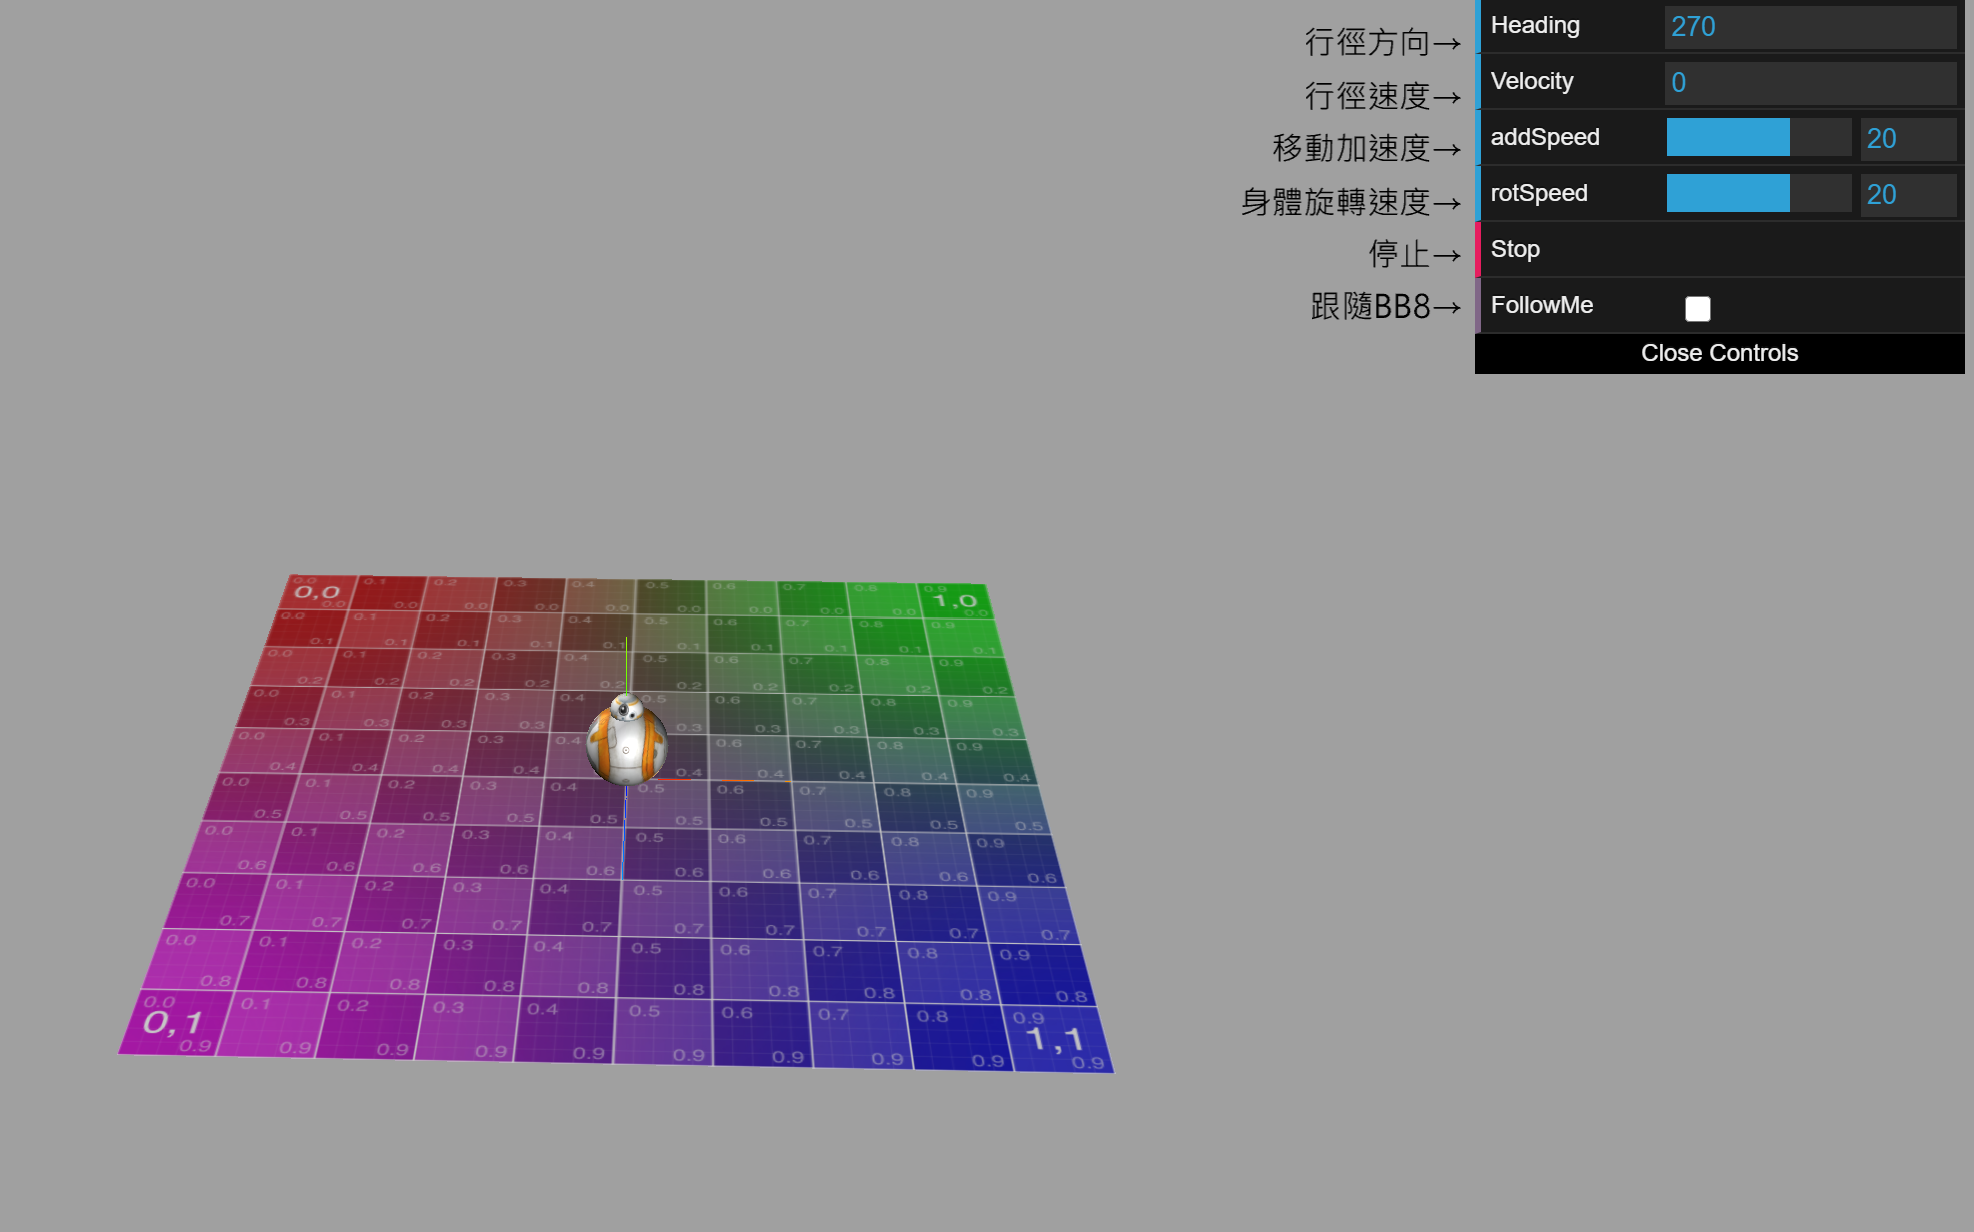 行徑方向→ Heading 270
行徑速度→ Velocity 0
移動加速度→ addSpeed 20
身體旋轉速度→ rotSpeed 20
停止→ Stop
跟隨BB8→ FollowMe
Close Controls
0.0 0.1 0.2 0.3 0.4 0.5 0.6 0.7 0.8 0.9
0,0 1,0
0.0 0.0 0.0 0.0 0.0 0.0 0.0 0.0 0.0 0.0
0.0 0.1 0.2 0.3 0.4 0.5 0.6 0.7 0.8 0.9
0.1 0.1 0.1 0.1 0.1 0.1 0.1 0.1 0.1 0.1
0.0 0.1 0.2 0.3 0.4 0.5 0.6 0.7 0.8 0.9
0.2 0.2 0.2 0.2 0.2 0.2 0.2 0.2 0.2 0.2
0.0 0.1 0.2 0.3 0.4 0.5 0.6 0.7 0.8 0.9
0.3 0.3 0.3 0.3 0.3 0.3 0.3 0.3 0.3
0.0 0.1 0.2 0.3 0.4 0.6 0.7 0.8 0.9
0.4 0.4 0.4 0.4 0.4 0.4 0.4 0.4 0.4
0.0 0.1 0.2 0.3 0.4 0.5 0.6 0.7 0.8 0.9
0.5 0.5 0.5 0.5 0.5 0.5 0.5 0.5 0.5 0.5
0.0 0.1 0.2 0.3 0.4 0.5 0.6 0.7 0.8 0.9
0.6 0.6 0.6 0.6 0.6 0.6 0.6 0.6 0.6 0.6
0.0 0.1 0.2 0.3 0.4 0.5 0.6 0.7 0.8 0.9
0.7 0.7 0.7 0.7 0.7 0.7 0.7 0.7 0.7 0.7
0.0 0.1 0.2 0.3 0.4 0.5 0.6 0.7 0.8 0.9
0.8 0.8 0.8 0.8 0.8 0.8 0.8 0.8 0.8 0.8
0.0 0.1 0.2 0.3 0.4 0.5 0.6 0.7 0.8 0.9
0,1 1,1
0.9 0.9 0.9 0.9 0.9 0.9 0.9 0.9 0.9 0.9